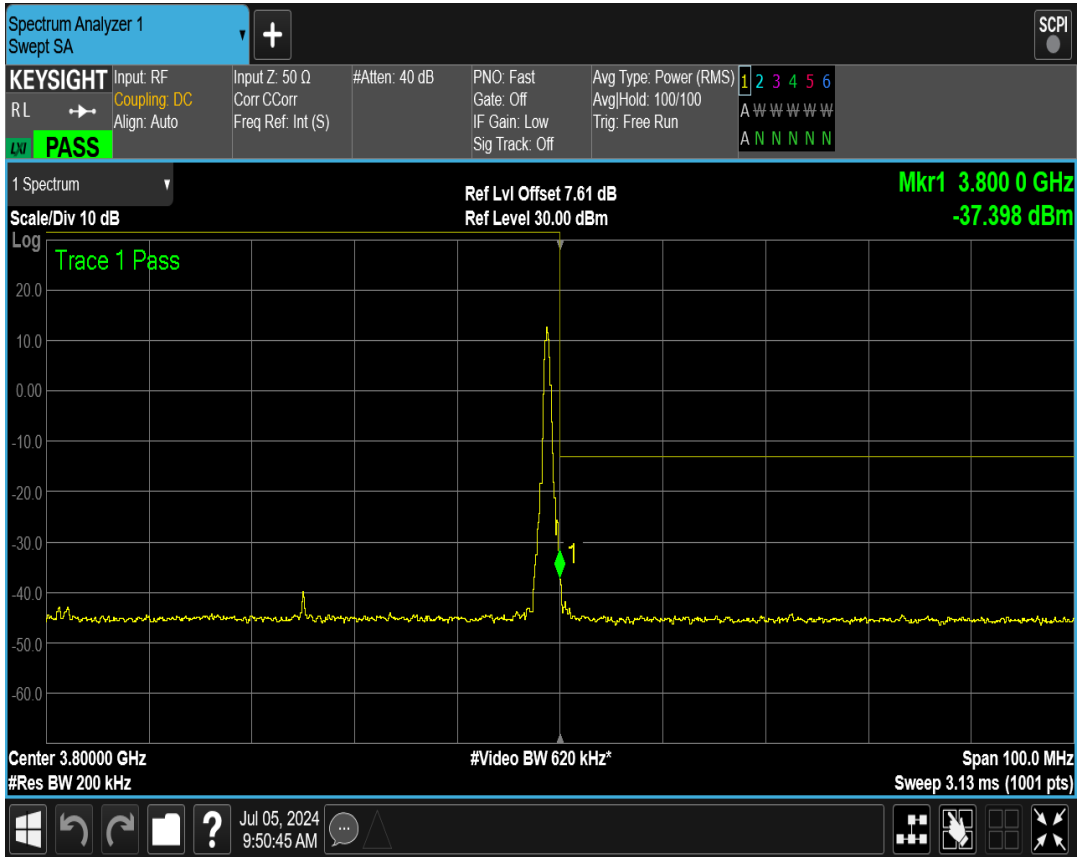 Spectrum Analyzer 1
Swept SA
+
SCPI
KEYSIGHT
R L
LXI PASS
Input: RF
Coupling: DC
Align: Auto
Input Z: 50 Ω
Corr CCorr
Freq Ref: Int (S)
#Atten: 40 dB
PNO: Fast
Gate: Off
IF Gain: Low
Sig Track: Off
Avg Type: Power (RMS)
Avg|Hold: 100/100
Trig: Free Run
1 2 3 4 5 6
A W W W W W
A N N N N N
1 Spectrum
Scale/Div 10 dB
Ref Lvl Offset 7.61 dB
Ref Level 30.00 dBm
Mkr1 3.800 0 GHz
-37.398 dBm
Log
Trace 1 Pass
20.0
10.0
0.00
-10.0
-20.0
-30.0
1
-40.0
-50.0
-60.0
Center 3.80000 GHz
#Video BW 620 kHz*
Span 100.0 MHz
#Res BW 200 kHz
Sweep 3.13 ms (1001 pts)
?
Jul 05, 2024
9:50:45 AM